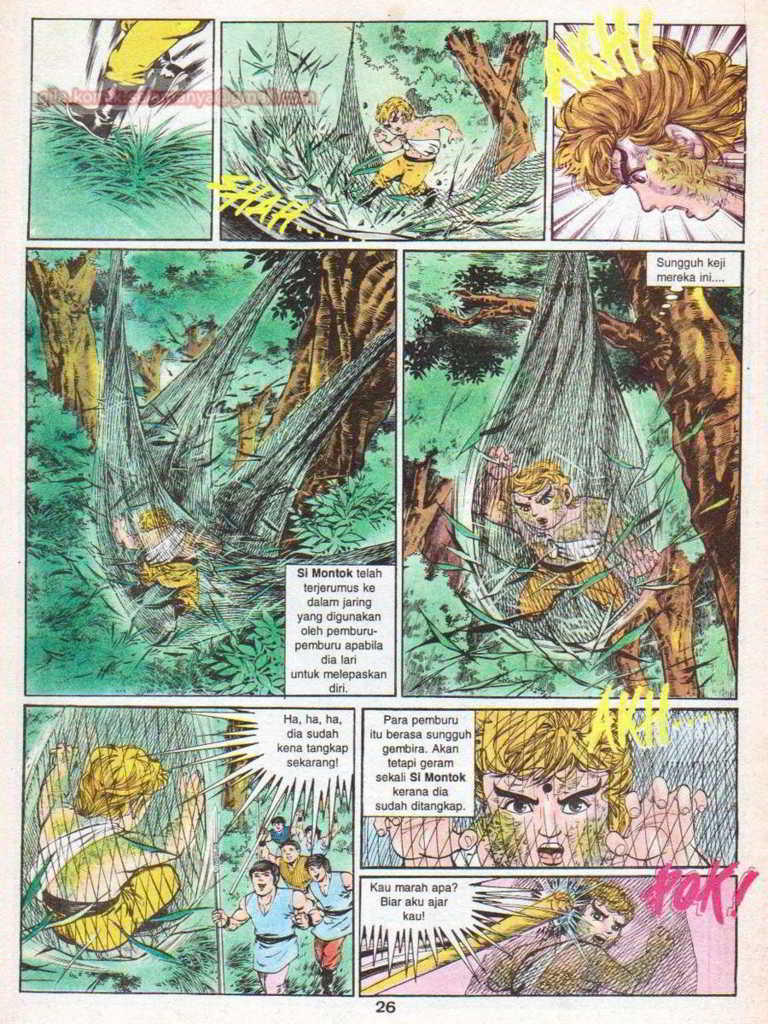 SHAH.....
AKH!
Sungguh keji
mereka ini....
Si Montok telah
terjerumus ke
dalam jaring
yang digunakan
oleh pemburu-
pemburu apabila
dia lari
untuk melepaskan
diri.
Ha, ha, ha,
dia sudah
kena tangkap
sekarang!
Para pemburu
itu berasa sungguh
gembira. Akan
tetapi geram
sekali Si Montok
kerana dia
sudah ditangkap.
AKH...
Kau marah apa?
Biar aku ajar
kau!
POK!
26